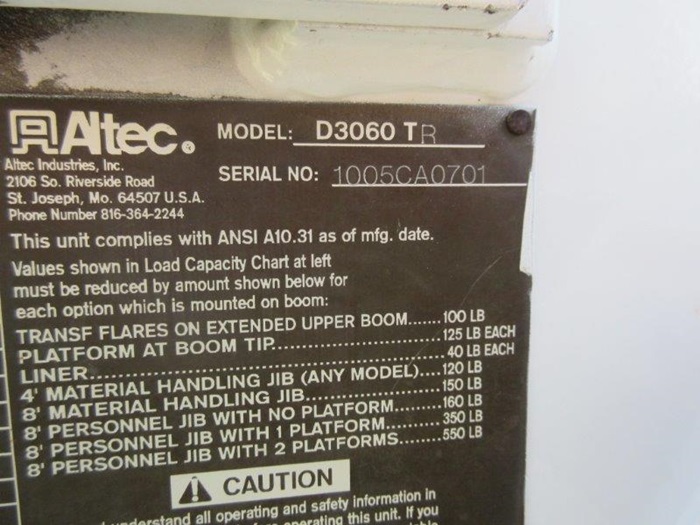 Altec. MODEL: D3060 TR
Altec Industries, Inc.
2106 So. Riverside Road
St. Joseph, Mo. 64507 U.S.A.
Phone Number 816-364-2244
SERIAL NO: 1005CA0701
This unit complies with ANSI A10.31 as of mfg. date.
Values shown in Load Capacity Chart at left
must be reduced by amount shown below for
each option which is mounted on boom:
TRANSF FLARES ON EXTENDED UPPER BOOM.......100 LB
PLATFORM AT BOOM TIP..........................125 LB EACH
LINER..................................................40 LB EACH
4' MATERIAL HANDLING JIB (ANY MODEL)....120 LB
8' MATERIAL HANDLING JIB.......................150 LB
8' PERSONNEL JIB WITH NO PLATFORM........160 LB
8' PERSONNEL JIB WITH 1 PLATFORM.........350 LB
8' PERSONNEL JIB WITH 2 PLATFORMS.......550 LB
CAUTION
understand all operating and safety information in
operating this unit. If you